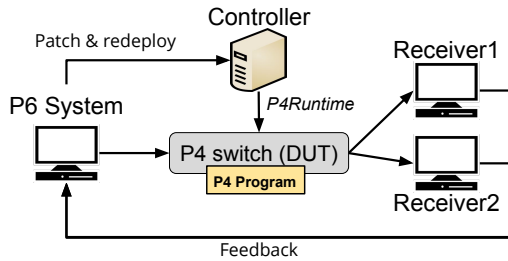 Controller
Patch & redeploy
Receiver1
P6 System
P4Runtime
P4 switch (DUT)
P4 Program
Receiver2
Feedback